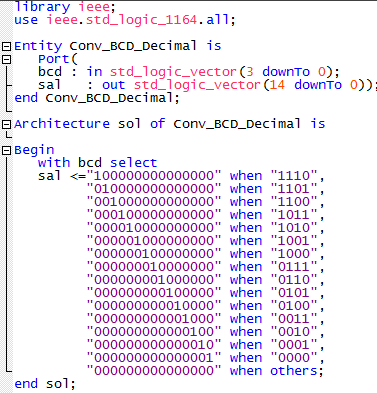 library ieee;
use ieee.std_logic_1164.all;
Entity Conv_BCD_Decimal is
Port(
bcd : in std_logic_vector(3 downTo 0);
sal : out std_logic_vector(14 downTo 0));
end Conv_BCD_Decimal;
Architecture sol of Conv_BCD_Decimal is
Begin
with bcd select
sal <="100000000000000" when "1110",
"010000000000000" when "1101",
"001000000000000" when "1100",
"000100000000000" when "1011",
"000010000000000" when "1010",
"000001000000000" when "1001",
"000000100000000" when "1000",
"000000010000000" when "0111",
"000000001000000" when "0110",
"000000000100000" when "0101",
"000000000010000" when "0100",
"000000000001000" when "0011",
"000000000000100" when "0010",
"000000000000010" when "0001",
"000000000000001" when "0000",
"000000000000000" when others;
end sol;